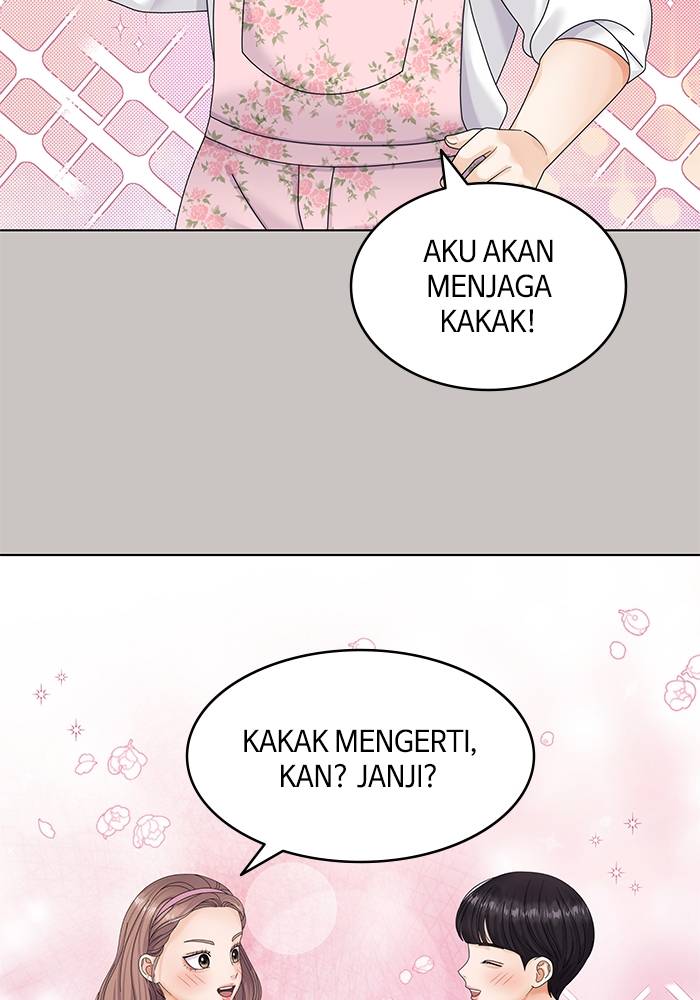 AKU AKAN
MENJAGA
KAKAK!
KAKAK MENGERTI,
KAN? JANJI?